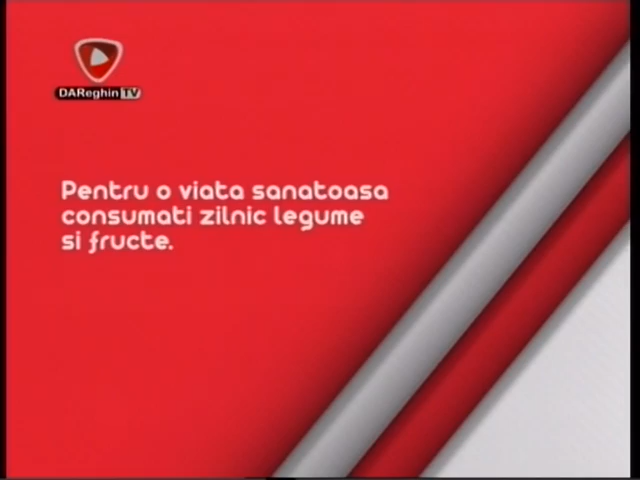 DAReghin TV
Pentru o viata sanatoasa
consumati zilnic legume
si fructe.